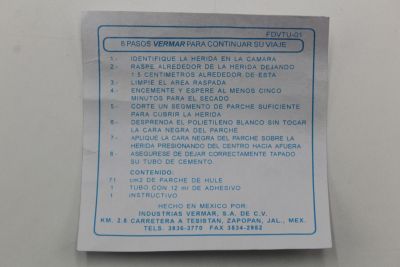 FDVTU-01
8 PASOS VERMAR PARA CONTINUAR SU VIAJE
1.- IDENTIFIQUE LA HERIDA EN LA CAMARA
2.- RASPE ALREDEDOR DE LA HERIDA DEJANDO
1.5 CENTIMETROS ALREDEDOR DE ESTA
3.- LIMPIE EL AREA RASPADA
4.- ENCEMENTE Y ESPERE AL MENOS CINCO
MINUTOS PARA EL SECADO
5.- CORTE UN SEGMENTO DE PARCHE SUFICIENTE
PARA CUBRIR LA HERIDA
6.- DESPRENDA EL POLIETILENO BLANCO SIN TOCAR
LA CARA NEGRA DEL PARCHE
7.- APLIQUE LA CARA NEGRA DEL PARCHE SOBRE LA
HERIDA PRESIONANDO DEL CENTRO HACIA AFUERA
8.- ASEGURESE DE DEJAR CORRECTAMENTE TAPADO
SU TUBO DE CEMENTO.
CONTENIDO:
71 cm2 DE PARCHE DE HULE
1 TUBO CON 12 ml DE ADHESIVO
1 INSTRUCTIVO
HECHO EN MEXICO POR:
INDUSTRIAS VERMAR, S.A. DE C.V.
KM. 2.6 CARRETERA A TESISTAN, ZAPOPAN, JAL., MEX.
TELS. 3836-3770 FAX 3834-2982